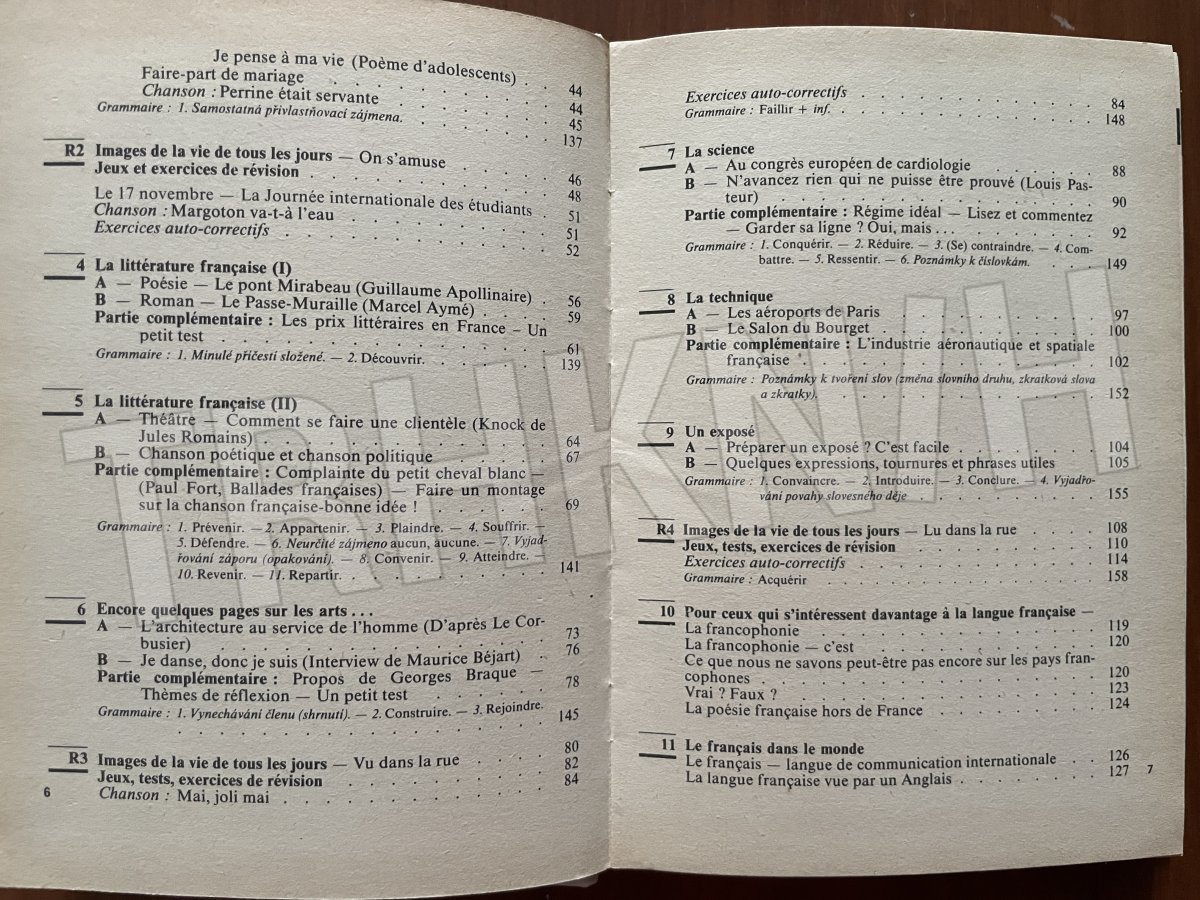 Je pense à ma vie (Poème d'adolescents) . 44
Faire-part de mariage . . . . . . . . 44
Chanson : Perrine était servante . . . . . 45
Grammaire : 1. Samostatná přivlastňovací zájmena. . . . . 137
R2 Images de la vie de tous les jours — On s'amuse . . . 46
Jeux et exercices de révision . . . . . . . . 48
Le 17 novembre — La Journée internationale des étudiants . 51
Chanson : Margoton va-t-à l'eau . . . . . . . 51
Exercices auto-correctifs . . . . . . . . . 52
4 La littérature française (I)
A — Poésie — Le pont Mirabeau (Guillaume Apollinaire) . 56
B — Roman — Le Passe-Muraille (Marcel Aymé) . . . . 59
Partie complémentaire : Les prix littéraires en France – Un
petit test . . . . . . . . . . . 61
Grammaire : 1. Minulé příčestí složené. — 2. Découvrir. . . . . 139
5 La littérature française (II)
A — Théâtre — Comment se faire une clientèle (Knock de
Jules Romains) . . . . . . . . . . 64
B — Chanson poétique et chanson politique . . . . 67
Partie complémentaire : Complainte du petit cheval blanc —
(Paul Fort, Ballades françaises) — Faire un montage
sur la chanson française-bonne idée ! . . . . . 69
Grammaire : 1. Prévenir. — 2. Appartenir. — 3. Plaindre. — 4. Souffrir. —
5. Défendre. — 6. Neurčité zájmeno aucun, aucune. — 7. Vyjad-
řování záporu (opakování). — 8. Convenir. — 9. Atteindre. —
10. Revenir. — 11. Repartir. . . . . . . . . 141
6 Encore quelques pages sur les arts . . .
A — L'architecture au service de l'homme (D'après Le Cor-
busier) . . . . . . . . . . . . 73
B — Je danse, donc je suis (Interview de Maurice Béjart) . 76
Partie complémentaire : Propos de Georges Braque —
Thèmes de réflexion — Un petit test . . . . . 78
Grammaire : 1. Vynechávání členu (shrnutí). — 2. Construire. — 3. Rejoindre.
. . . . . . . . . . . . . . 145
R3 Images de la vie de tous les jours — Vu dans la rue . . . 80
Jeux, tests, exercices de révision . . . . . . . 82
Chanson : Mai, joli mai . . . . . . . . . 84
6
Exercices auto-correctifs . . . . . . . . . 84
Grammaire : Faillir + inf. . . . . . . . . . 148
7 La science
A — Au congrès européen de cardiologie . . . . . 88
B — N'avancez rien qui ne puisse être prouvé (Louis Pas-
teur) . . . . . . . . . . . . 90
Partie complémentaire : Régime idéal — Lisez et commentez
— Garder sa ligne ? Oui, mais . . . . . . . 92
Grammaire : 1. Conquérir. — 2. Réduire. — 3. (Se) contraindre. — 4. Com-
battre. — 5. Ressentir. — 6. Poznámky k číslovkám. . . . 149
8 La technique
A — Les aéroports de Paris . . . . . . . . 97
B — Le Salon du Bourget . . . . . . . . 100
Partie complémentaire : L'industrie aéronautique et spatiale
française . . . . . . . . . . . 102
Grammaire : Poznámky k tvoření slov (změna slovního druhu, zkratková slova
a zkratky). . . . . . . . . . . 152
9 Un exposé
A — Préparer un exposé ? C'est facile . . . . . 104
B — Quelques expressions, tournures et phrases utiles . 105
Grammaire : 1. Convaincre. — 2. Introduire. — 3. Conclure. — 4. Vyjadřo-
vání povahy slovesného děje . . . . . . . 155
R4 Images de la vie de tous les jours — Lu dans la rue . . . 108
Jeux, tests, exercices de révision . . . . . . . 110
Exercices auto-correctifs . . . . . . . . . 114
Grammaire : Acquérir . . . . . . . . . 158
10 Pour ceux qui s'intéressent davantage à la langue française —
La francophonie . . . . . . . . . . 119
La francophonie — c'est . . . . . . . . 120
Ce que nous ne savons peut-être pas encore sur les pays fran-
cophones . . . . . . . . . . . . 120
Vrai ? Faux ? . . . . . . . . . . . 123
La poésie française hors de France . . . . . . 124
11 Le français dans le monde
Le français — langue de communication internationale . . 126
La langue française vue par un Anglais . . . . . 127
7